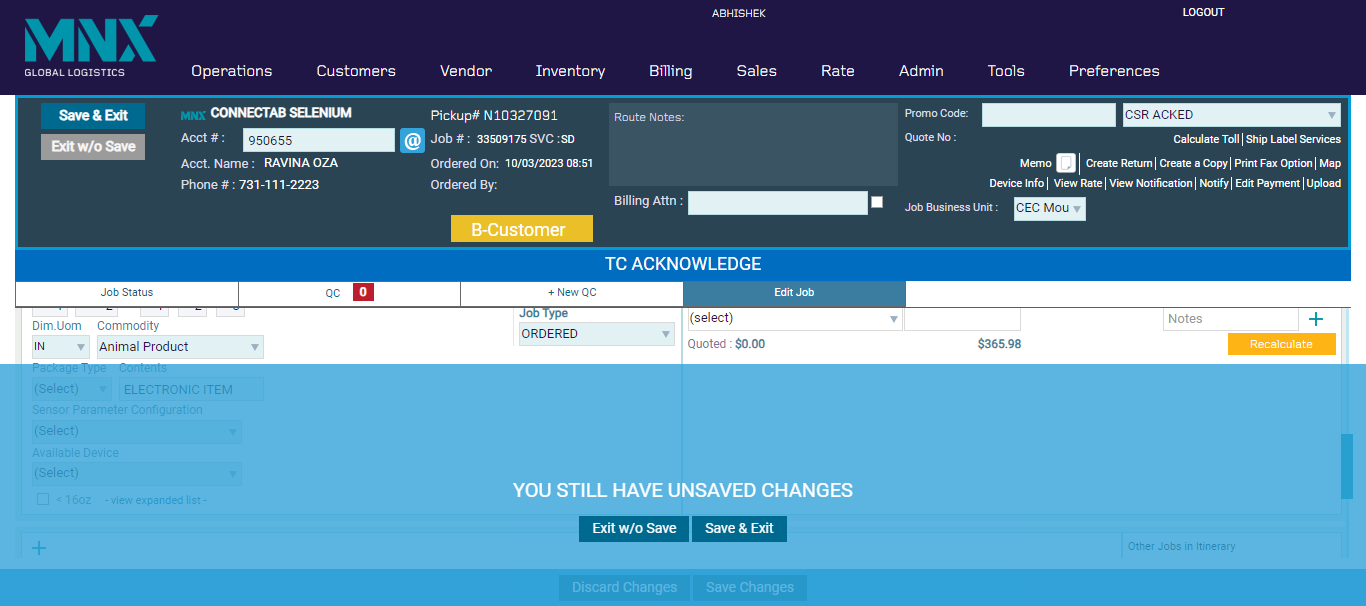 ABHISHEK
LOGOUT
MNX
GLOBAL LOGISTICS
Operations Customers Vendor Inventory Billing Sales Rate Admin Tools Preferences
Save & Exit
Exit w/o Save
MNX CONNECTAB SELENIUM
Acct # : 950655 @
Acct. Name : RAVINA OZA
Phone # : 731-111-2223
Pickup# N10327091
Job # : 33509175 SVC :SD
Ordered On: 10/03/2023 08:51
Ordered By:
B-Customer
Route Notes:
Billing Attn :
Promo Code: CSR ACKED
Quote No :
Calculate Toll| Ship Label Services
Memo | Create Return| Create a Copy| Print Fax Option| Map
Device Info| View Rate| View Notification| Notify| Edit Payment| Upload
Job Business Unit : CEC Mou
TC ACKNOWLEDGE
Job Status QC 0 + New QC Edit Job
Dim.Uom Commodity
IN Animal Product
Package Type Contents
(Select) ELECTRONIC ITEM
Sensor Parameter Configuration
(Select)
Available Device
(Select)
< 16oz - view expanded list -
Job Type
ORDERED
(select) Notes +
Quoted : $0.00 $365.98 Recalculate
YOU STILL HAVE UNSAVED CHANGES
Exit w/o Save Save & Exit
+ Other Jobs in Itinerary
Discard Changes Save Changes